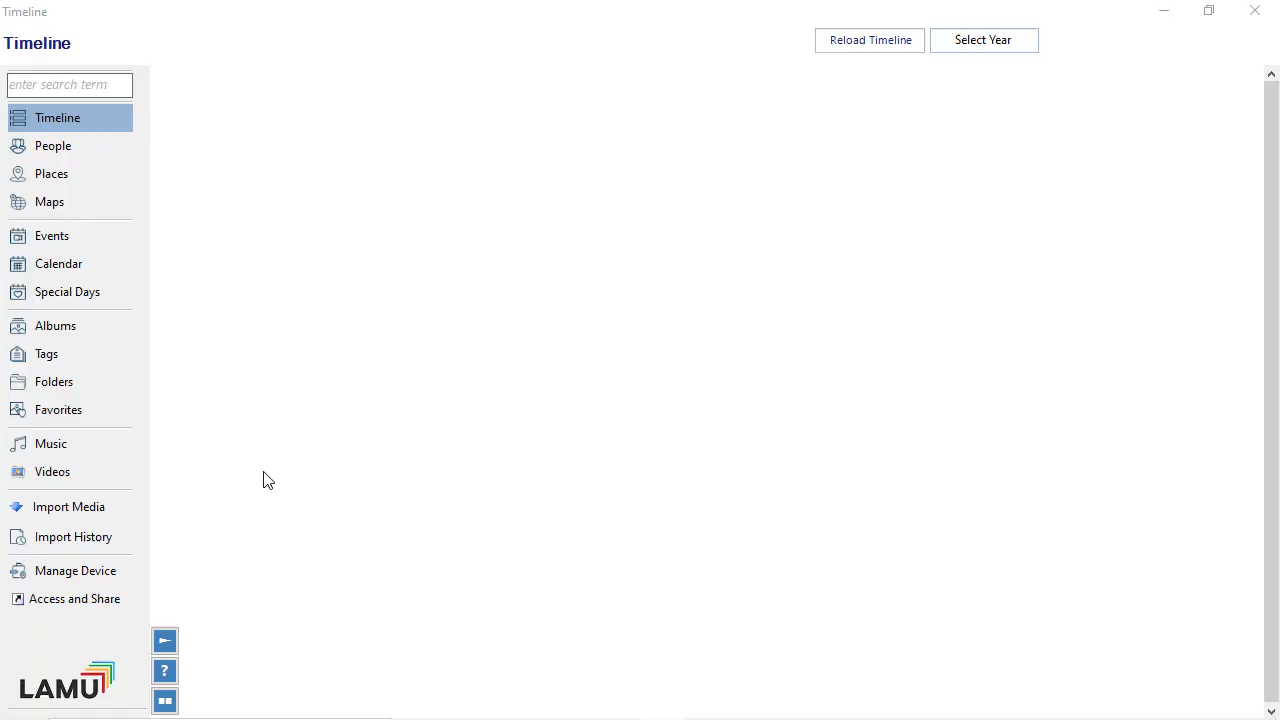 Timeline
Timeline
Reload Timeline
Select Year
enter search term
Timeline
People
Places
Maps
Events
Calendar
Special Days
Albums
Tags
Folders
Favorites
Music
Videos
Import Media
Import History
Manage Device
Access and Share
?
LAMU